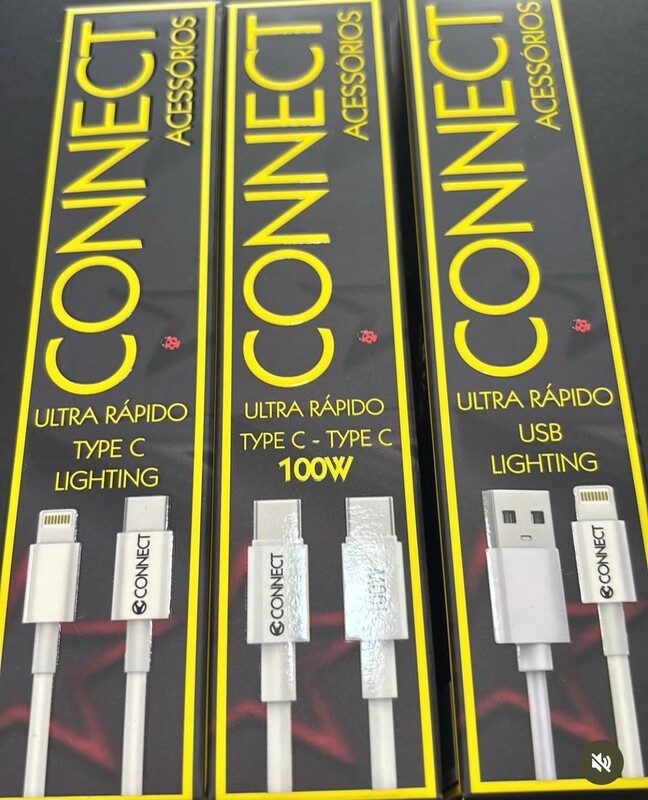 CONNECT
ACESSÓRIOS
ULTRA RÁPIDO
TYPE C
LIGHTING
CONNECT
CONNECT
ACESSÓRIOS
ULTRA RÁPIDO
TYPE C - TYPE C
100W
CONNECT
100W
CONNECT
ACESSÓRIOS
ULTRA RÁPIDO
USB
LIGHTING
CONNECT